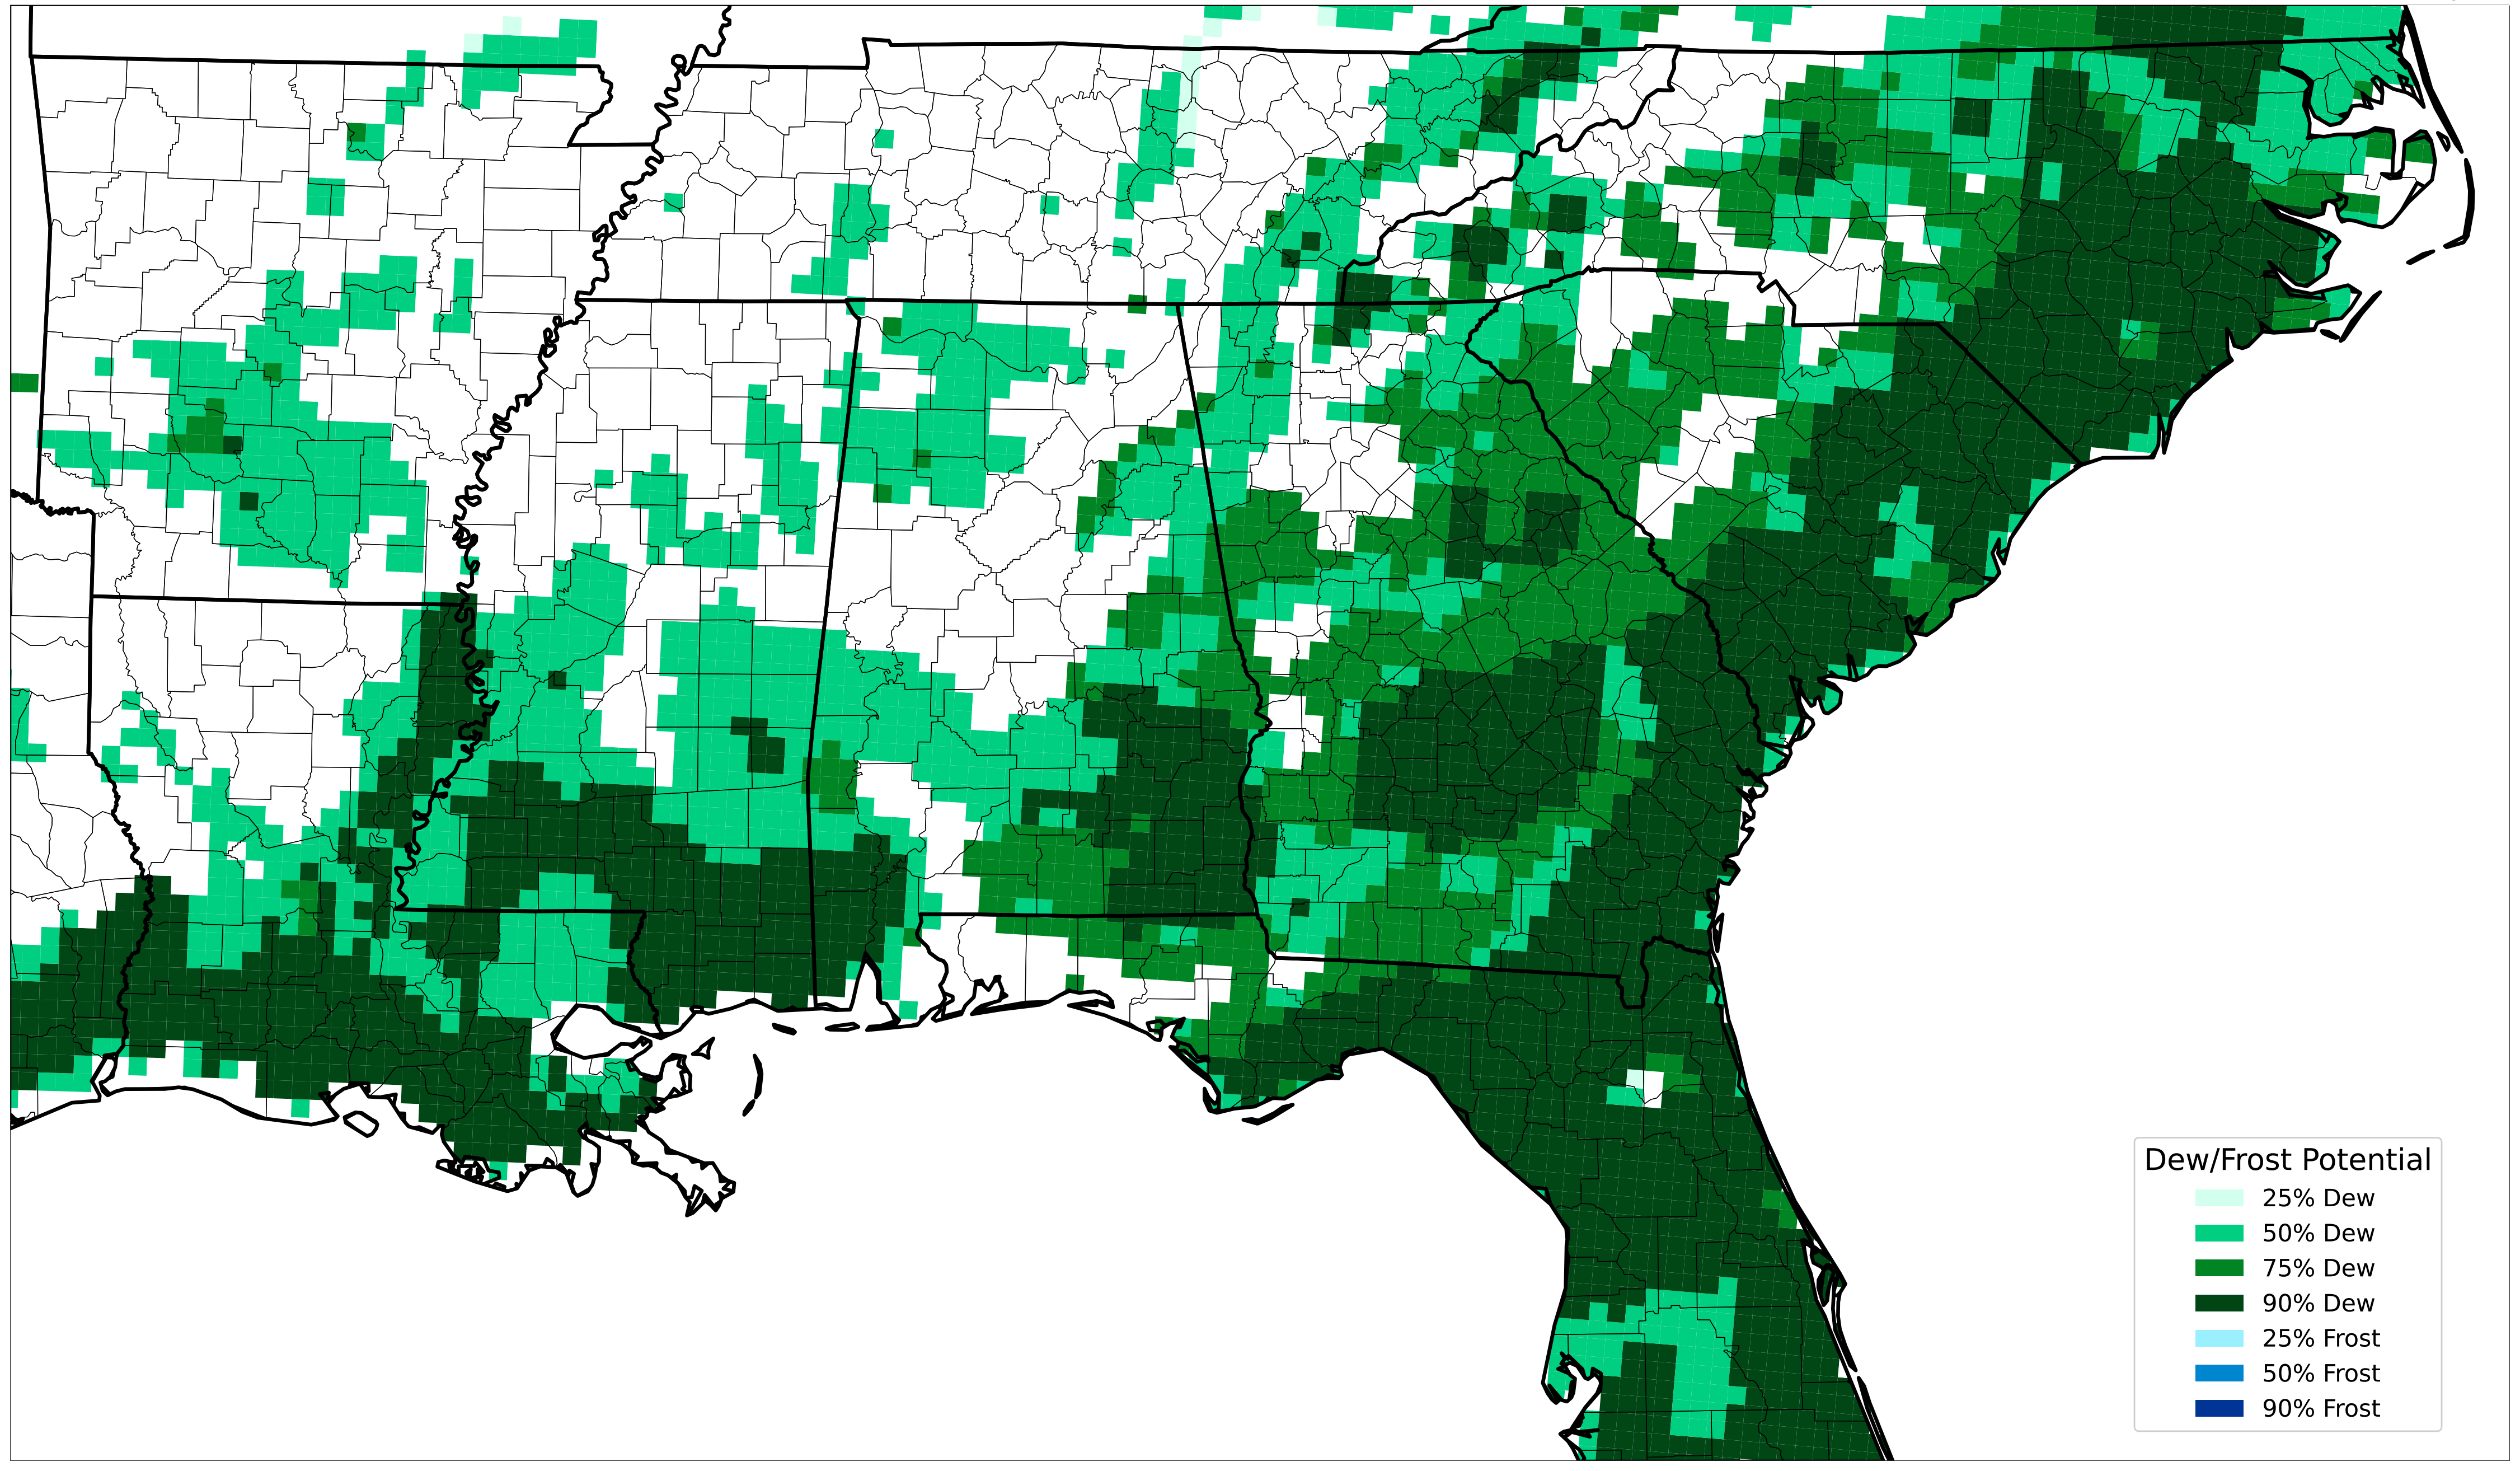 Dew/Frost Potential
25% Dew
50% Dew
75% Dew
90% Dew
25% Frost
50% Frost
90% Frost